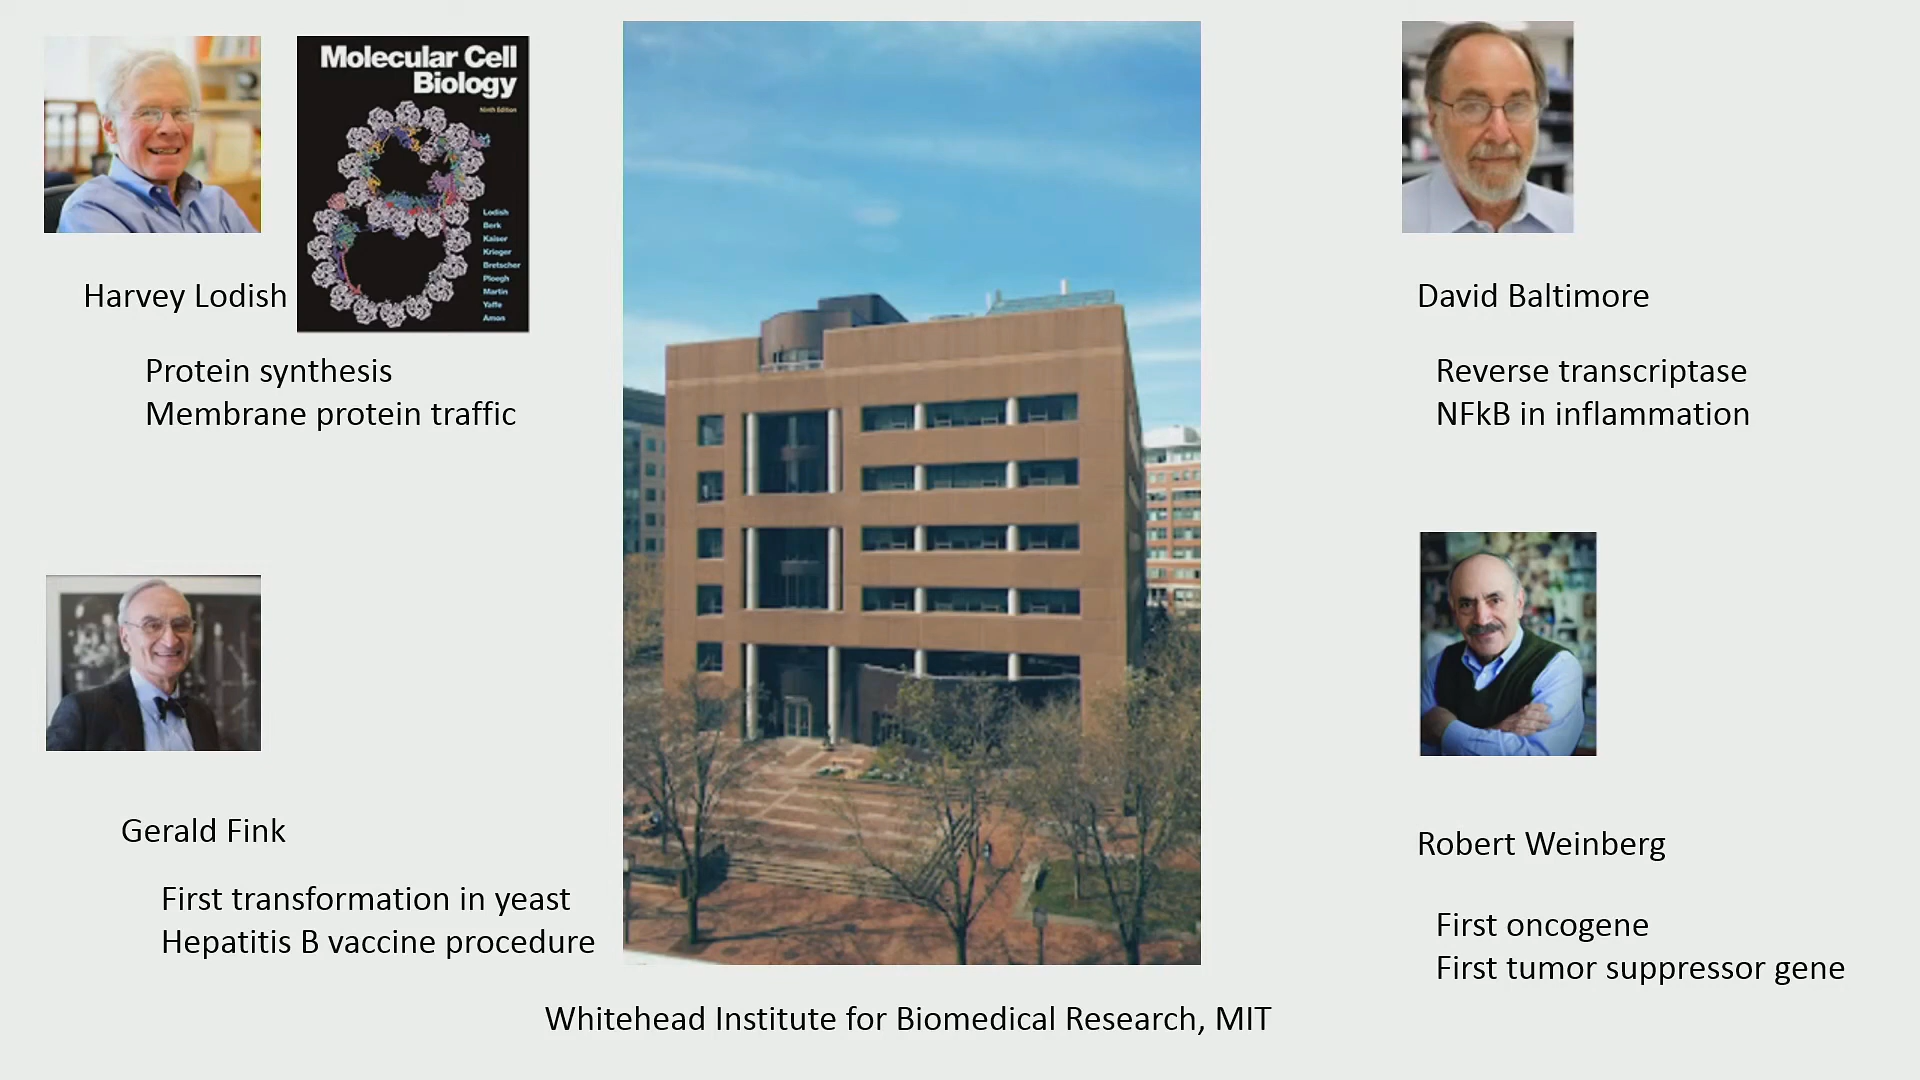 Molecular Cell
Biology
Ninth Edition
Lodish
Berk
Kaiser
Krieger
Bretscher
Ploegh
Martin
Yaffe
Amon
Harvey Lodish
Protein synthesis
Membrane protein traffic
David Baltimore
Reverse transcriptase
NFkB in inflammation
Gerald Fink
First transformation in yeast
Hepatitis B vaccine procedure
Robert Weinberg
First oncogene
First tumor suppressor gene
Whitehead Institute for Biomedical Research, MIT